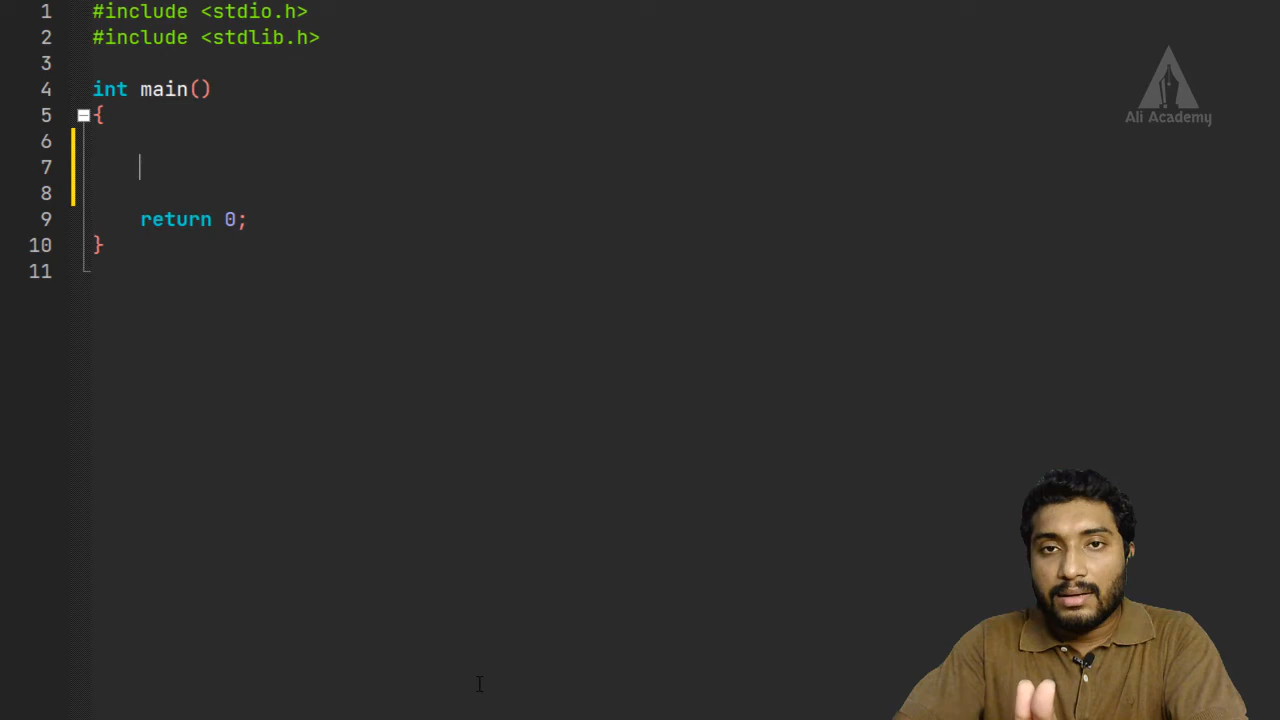 1 #include <stdio.h>
2 #include <stdlib.h>
3
4 int main()
5 {
6
7
8
9 return 0;
10 }
11
Ali Academy